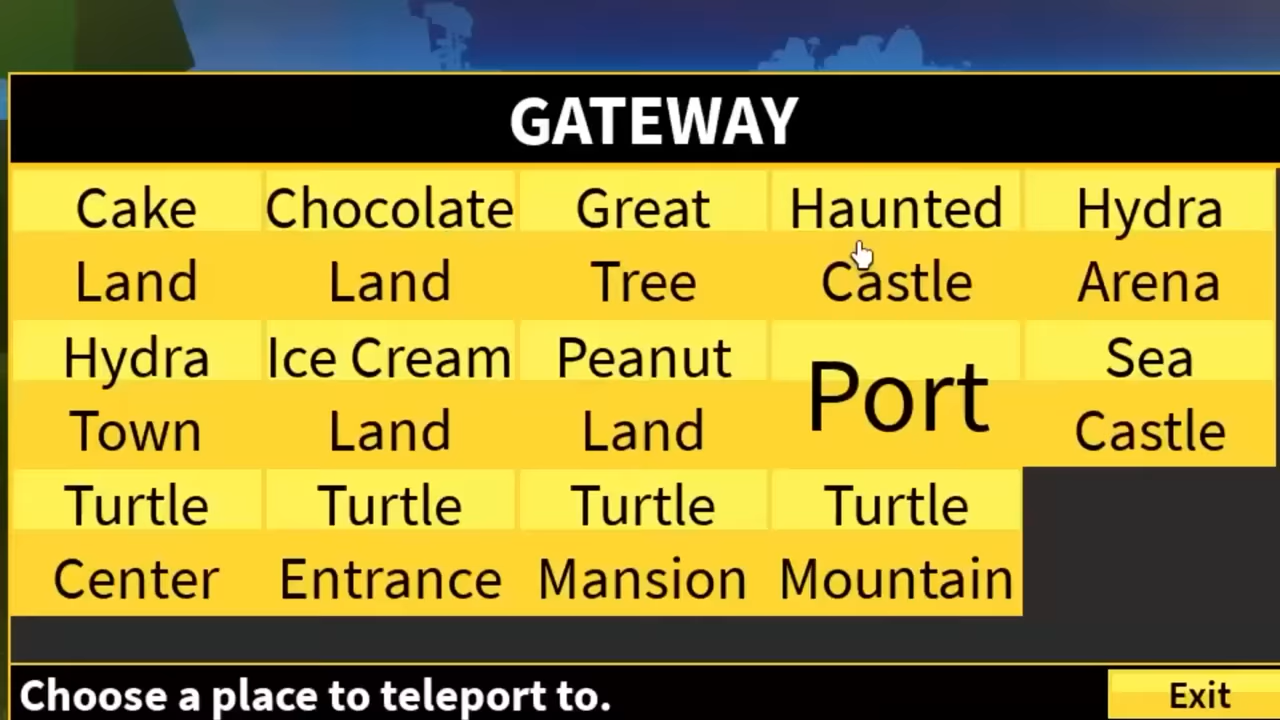 GATEWAY
Cake Land
Chocolate Land
Great Tree
Haunted Castle
Hydra Arena
Hydra Town
Ice Cream Land
Peanut Land
Port
Sea Castle
Turtle Center
Turtle Entrance
Turtle Mansion
Turtle Mountain
Choose a place to teleport to.
Exit